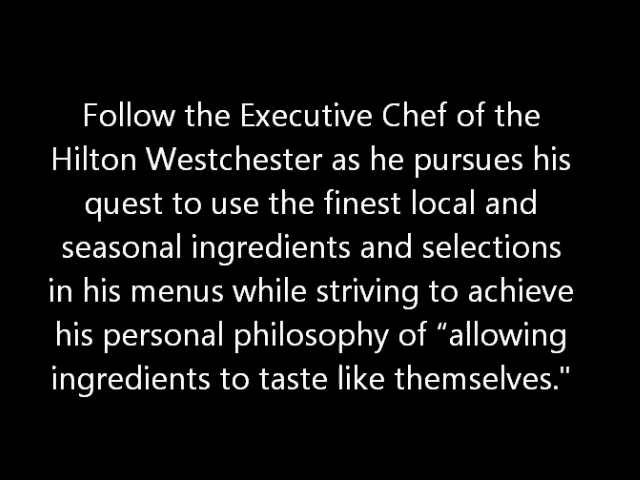 Follow the Executive Chef of the
Hilton Westchester as he pursues his
quest to use the finest local and
seasonal ingredients and selections
in his menus while striving to achieve
his personal philosophy of “allowing
ingredients to taste like themselves."